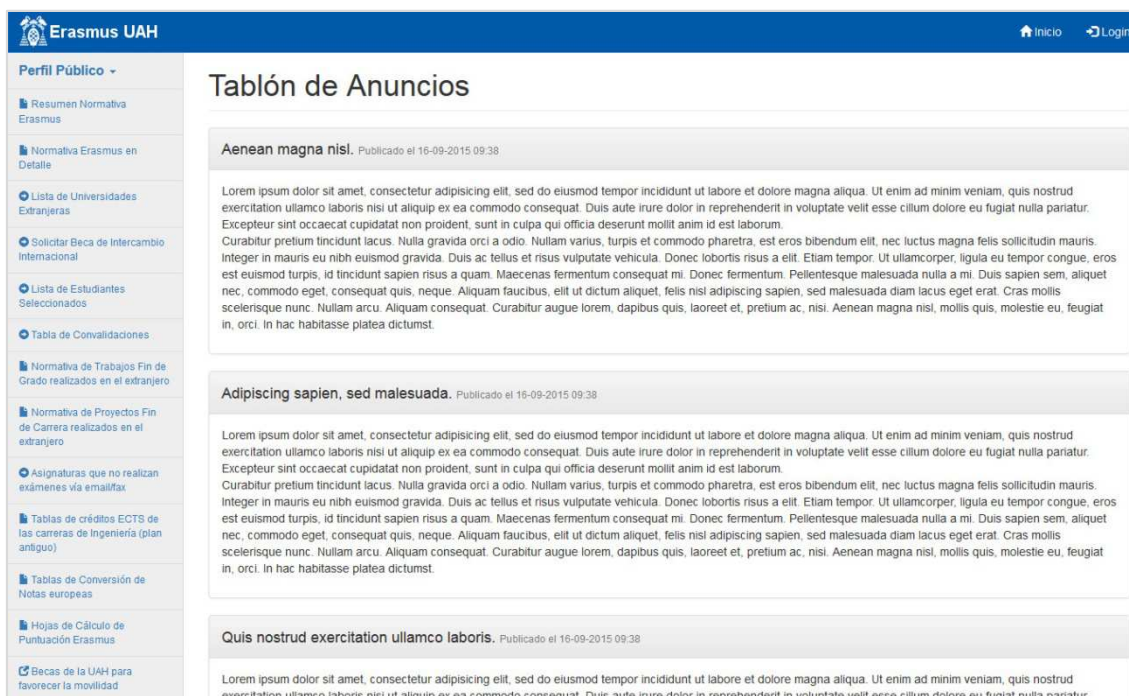 Erasmus UAH
Inicio
Login
Perfil Público
Resumen Normativa
Erasmus
Normativa Erasmus en
Detalle
Lista de Universidades
Extranjeras
Solicitar Beca de Intercambio
Internacional
Lista de Estudiantes
Seleccionados
Tabla de Convalidaciones
Normativa de Trabajos Fin de
Grado realizados en el extranjero
Normativa de Proyectos Fin
de Carrera realizados en el
extranjero
Asignaturas que no realizan
exámenes vía email/fax
Tablas de créditos ECTS de
las carreras de Ingeniería (plan
antiguo)
Tablas de Conversión de
Notas europeas
Hojas de Cálculo de
Puntuación Erasmus
Becas de la UAH para
favorecer la movilidad
Tablón de Anuncios
Aenean magna nisl. Publicado el 16-09-2015 09:38
Lorem ipsum dolor sit amet, consectetur adipisicing elit, sed do eiusmod tempor incididunt ut labore et dolore magna aliqua. Ut enim ad minim veniam, quis nostrud
exercitation ullamco laboris nisi ut aliquip ex ea commodo consequat. Duis aute irure dolor in reprehenderit in voluptate velit esse cillum dolore eu fugiat nulla pariatur.
Excepteur sint occaecat cupidatat non proident, sunt in culpa qui officia deserunt mollit anim id est laborum.
Curabitur pretium tincidunt lacus. Nulla gravida orci a odio. Nullam varius, turpis et commodo pharetra, est eros bibendum elit, nec luctus magna felis sollicitudin mauris.
Integer in mauris eu nibh euismod gravida. Duis ac tellus et risus vulputate vehicula. Donec lobortis risus a elit. Etiam tempor. Ut ullamcorper, ligula eu tempor congue, eros
est euismod turpis, id tincidunt sapien risus a quam. Maecenas fermentum consequat mi. Donec fermentum. Pellentesque malesuada nulla a mi. Duis sapien sem, aliquet
nec, commodo eget, consequat quis, neque. Aliquam faucibus, elit ut dictum aliquet, felis nisl adipiscing sapien, sed malesuada diam lacus eget erat. Cras mollis
scelerisque nunc. Nullam arcu. Aliquam consequat. Curabitur augue lorem, dapibus quis, laoreet et, pretium ac, nisi. Aenean magna nisl, mollis quis, molestie eu, feugiat
in, orci. In hac habitasse platea dictumst.
Adipiscing sapien, sed malesuada. Publicado el 16-09-2015 09:38
Lorem ipsum dolor sit amet, consectetur adipisicing elit, sed do eiusmod tempor incididunt ut labore et dolore magna aliqua. Ut enim ad minim veniam, quis nostrud
exercitation ullamco laboris nisi ut aliquip ex ea commodo consequat. Duis aute irure dolor in reprehenderit in voluptate velit esse cillum dolore eu fugiat nulla pariatur.
Excepteur sint occaecat cupidatat non proident, sunt in culpa qui officia deserunt mollit anim id est laborum.
Curabitur pretium tincidunt lacus. Nulla gravida orci a odio. Nullam varius, turpis et commodo pharetra, est eros bibendum elit, nec luctus magna felis sollicitudin mauris.
Integer in mauris eu nibh euismod gravida. Duis ac tellus et risus vulputate vehicula. Donec lobortis risus a elit. Etiam tempor. Ut ullamcorper, ligula eu tempor congue, eros
est euismod turpis, id tincidunt sapien risus a quam. Maecenas fermentum consequat mi. Donec fermentum. Pellentesque malesuada nulla a mi. Duis sapien sem, aliquet
nec, commodo eget, consequat quis, neque. Aliquam faucibus, elit ut dictum aliquet, felis nisl adipiscing sapien, sed malesuada diam lacus eget erat. Cras mollis
scelerisque nunc. Nullam arcu. Aliquam consequat. Curabitur augue lorem, dapibus quis, laoreet et, pretium ac, nisi. Aenean magna nisl, mollis quis, molestie eu, feugiat
in, orci. In hac habitasse platea dictumst.
Quis nostrud exercitation ullamco laboris. Publicado el 16-09-2015 09:38
Lorem ipsum dolor sit amet, consectetur adipisicing elit, sed do eiusmod tempor incididunt ut labore et dolore magna aliqua. Ut enim ad minim veniam, quis nostrud
exercitation ullamco laboris nisi ut aliquip ex ea commodo consequat. Duis aute irure dolor in reprehenderit in voluptate velit esse cillum dolore eu fugiat nulla pariatur.